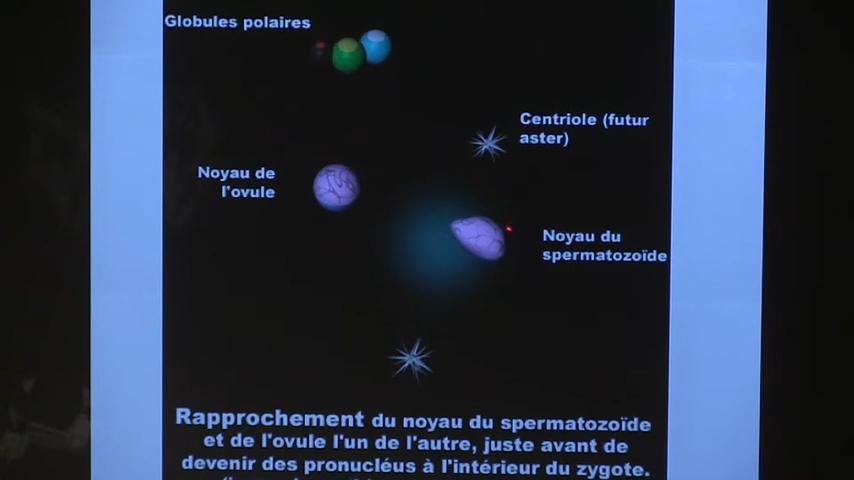 Globules polaires
Centriole (futur
aster)
Noyau de
l'ovule
Noyau du
spermatozoïde
Rapprochement du noyau du spermatozoïde
et de l'ovule l'un de l'autre, juste avant de
devenir des pronucléus à l'intérieur du zygote.